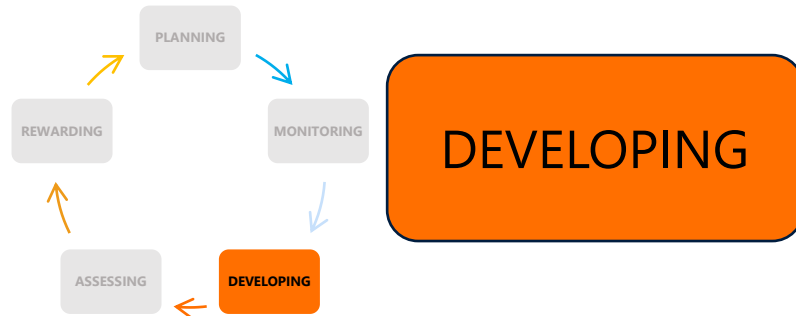 PLANNING
MONITORING
DEVELOPING
ASSESSING
REWARDING
DEVELOPING